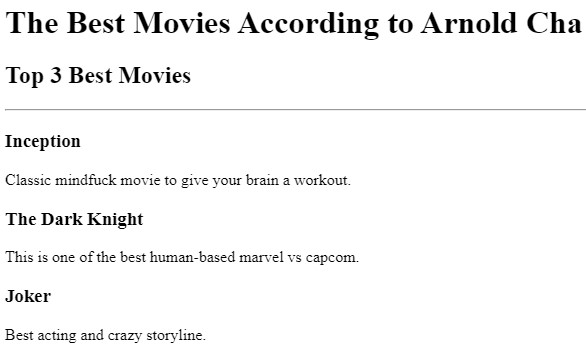 The Best Movies According to Arnold Cha
Top 3 Best Movies
Inception
Classic mindfuck movie to give your brain a workout.
The Dark Knight
This is one of the best human-based marvel vs capcom.
Joker
Best acting and crazy storyline.